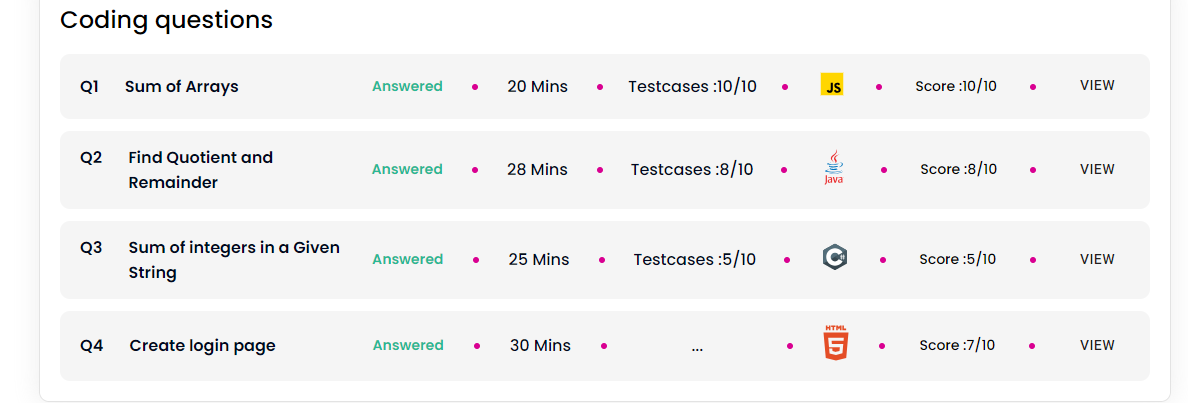 Coding questions
Q1 Sum of Arrays Answered 20 Mins Testcases :10/10 JS Score :10/10 VIEW
Q2 Find Quotient and
Remainder Answered 28 Mins Testcases :8/10 Java Score :8/10 VIEW
Q3 Sum of integers in a Given
String Answered 25 Mins Testcases :5/10 C# Score :5/10 VIEW
Q4 Create login page Answered 30 Mins ... HTML 5 Score :7/10 VIEW